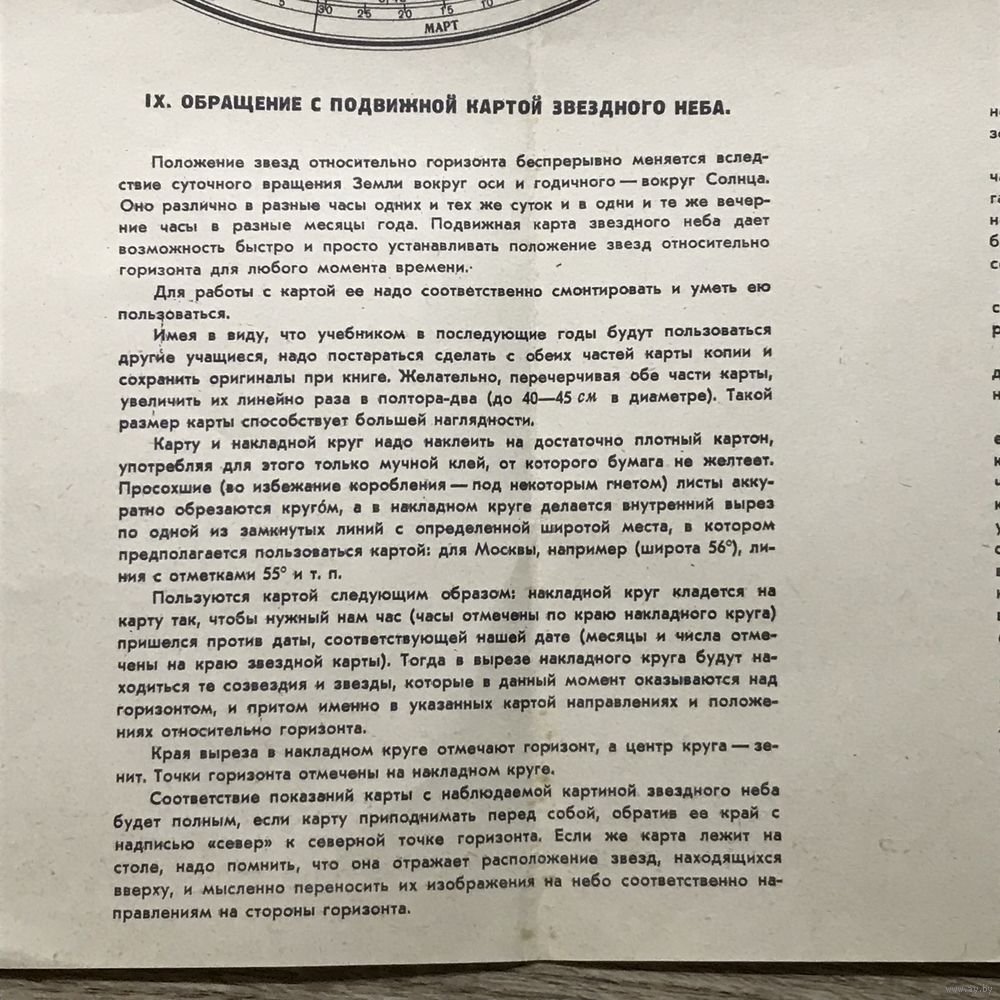 5 30 25 20 15 10
МАРТ
IX. ОБРАЩЕНИЕ С ПОДВИЖНОЙ КАРТОЙ ЗВЕЗДНОГО НЕБА.
Положение звезд относительно горизонта беспрерывно меняется вслед-
ствие суточного вращения Земли вокруг оси и годичного — вокруг Солнца.
Оно различно в разные часы одних и тех же суток и в одни и те же вечер-
ние часы в разные месяцы года. Подвижная карта звездного неба дает
возможность быстро и просто устанавливать положение звезд относительно
горизонта для любого момента времени.
Для работы с картой ее надо соответственно смонтировать и уметь ею
пользоваться.
Имея в виду, что учебником в последующие годы будут пользоваться
другие учащиеся, надо постараться сделать с обеих частей карты копии и
сохранить оригиналы при книге. Желательно, перечерчивая обе части карты,
увеличить их линейно раза в полтора-два (до 40—45 см в диаметре). Такой
размер карты способствует большей наглядности.
Карту и накладной круг надо наклеить на достаточно плотный картон,
употребляя для этого только мучной клей, от которого бумага не желтеет.
Просохшие (во избежание коробления — под некоторым гнетом) листы акку-
ратно обрезаются кругом, а в накладном круге делается внутренний вырез
по одной из замкнутых линий с определенной широтой места, в котором
предполагается пользоваться картой: для Москвы, например (широта 56°), ли-
ния с отметками 55° и т. п.
Пользуются картой следующим образом: накладной круг кладется на
карту так, чтобы нужный нам час (часы отмечены по краю накладного круга)
пришелся против даты, соответствующей нашей дате (месяцы и числа отме-
чены на краю звездной карты). Тогда в вырезе накладного круга будут на-
ходиться те созвездия и звезды, которые в данный момент оказываются над
горизонтом, и притом именно в указанных картой направлениях и положе-
ниях относительно горизонта.
Края выреза в накладном круге отмечают горизонт, а центр круга — зе-
нит. Точки горизонта отмечены на накладном круге.
Соответствие показаний карты с наблюдаемой картиной звездного неба
будет полным, если карту приподнимать перед собой, обратив ее край с
надписью «север» к северной точке горизонта. Если же карта лежит на
столе, надо помнить, что она отражает расположение звезд, находящихся
вверху, и мысленно переносить их изображения на небо соответственно на-
правлениям на стороны горизонта.
www.ay.by